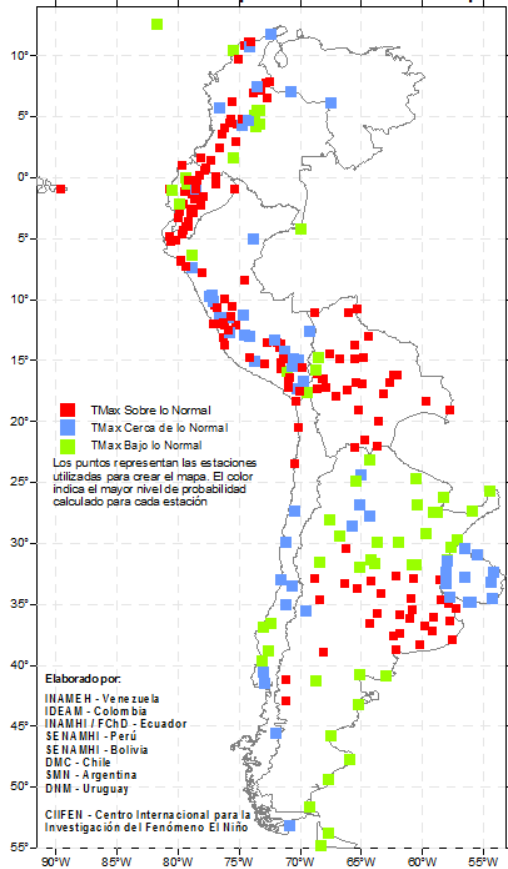 10°
5°
0°
5°
10°
15°
TMax Sobre lo Normal
TMax Cerca de lo Normal
TMax Bajo lo Normal
Los puntos representan las estaciones
utilizadas para crear el mapa. El color
indica el mayor nivel de probabilidad
calculado para cada estación
20°
25°
30°
35°
40°
Elaborado por:
INAMEH - Venezuela
IDEAM - Colombia
INAMHI / FChD - Ecuador
SENAMHI - Perú
SENAMHI - Bolivia
DMC - Chile
SMN - Argentina
DNM - Uruguay
45°
50°
CIIFEN - Centro Internacional para la
Investigación del Fenómeno El Niño
55°
90°W 85°W 80°W 75°W 70°W 65°W 60°W 55°W